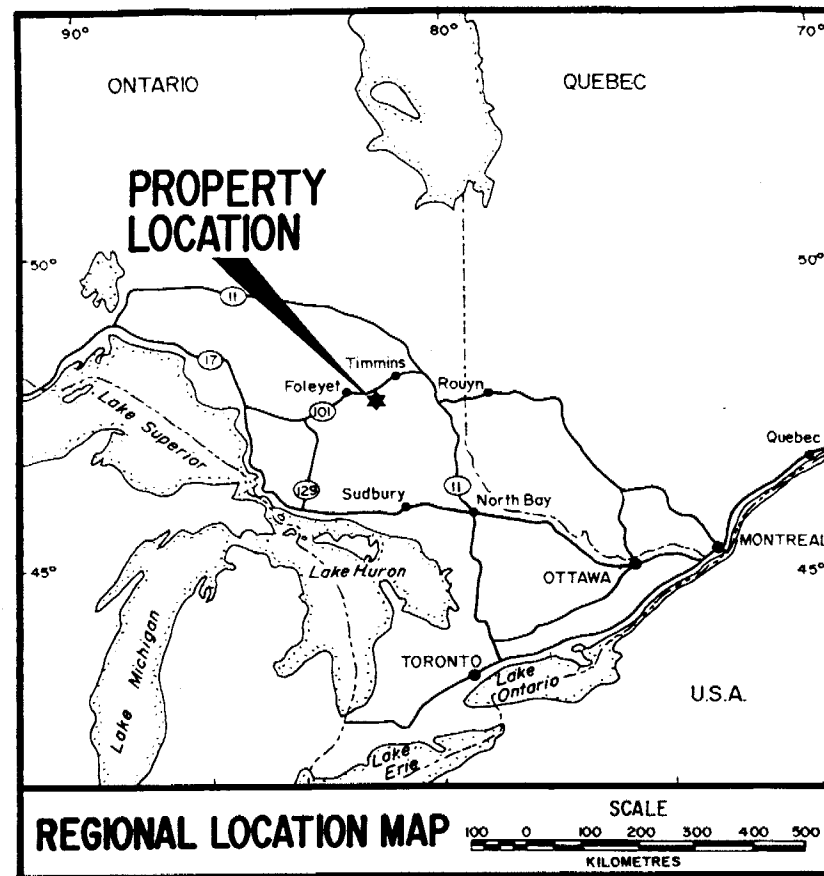 90°
80°
70°
ONTARIO
QUEBEC
PROPERTY
LOCATION
50°
50°
11
17
Timmins
Foleyet
Rouyn
101
Lake Superior
Quebec
129
Sudbury
11
North Bay
MONTREAL
Lake Huron
OTTAWA
45°
45°
Lake Michigan
TORONTO
Lake
Ontario
U.S.A.
Lake
Erie
REGIONAL LOCATION MAP
SCALE
100 0 100 200 300 400 500
KILOMETRES